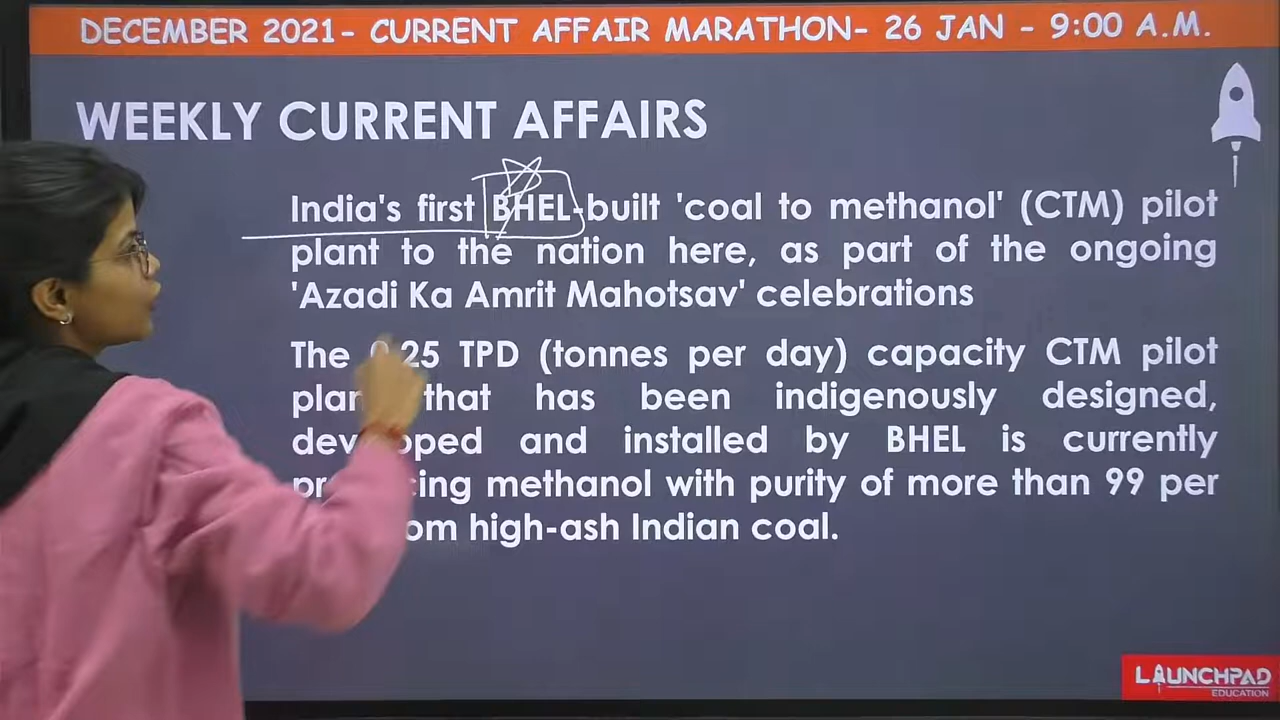 DECEMBER 2021- CURRENT AFFAIR MARATHON- 26 JAN - 9:00 A.M.
WEEKLY CURRENT AFFAIRS
India's first BHEL-built 'coal to methanol' (CTM) pilot
plant to the nation here, as part of the ongoing
'Azadi Ka Amrit Mahotsav' celebrations
The 0.25 TPD (tonnes per day) capacity CTM pilot
that has been indigenously designed,
and installed by BHEL is currently
methanol with purity of more than 99 per
high-ash Indian coal.
LAUNCHPAD
EDUCATION